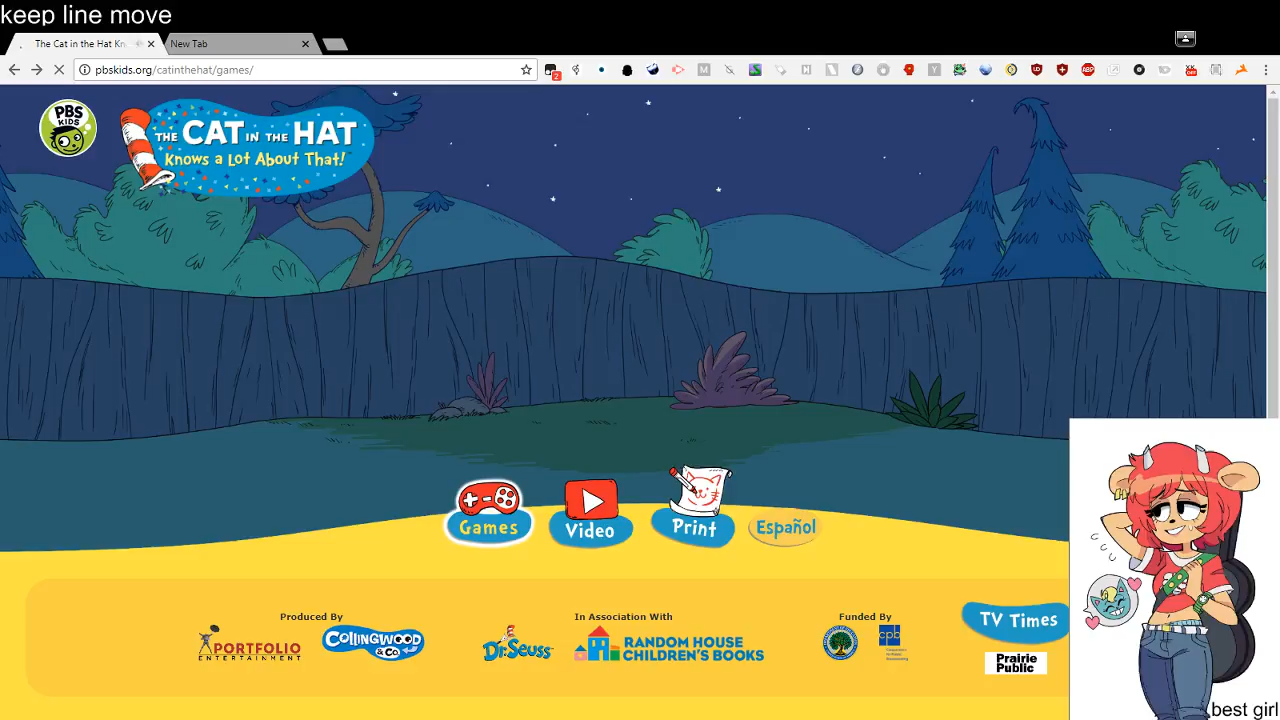 keep line move
The Cat in the Hat Kn
New Tab
pbskids.org/catinthehat/games/
PBS
KIDS
THE CAT IN THE HAT
Knows a Lot About That!
Games
Video
Print
Español
Produced By
In Association With
Funded By
TV Times
PORTFOLIO
ENTERTAINMENT
COLLINGWOOD
& Co.
Dr. Seuss
RANDOM HOUSE
CHILDREN'S BOOKS
cpb
Prairie
Public
best girl